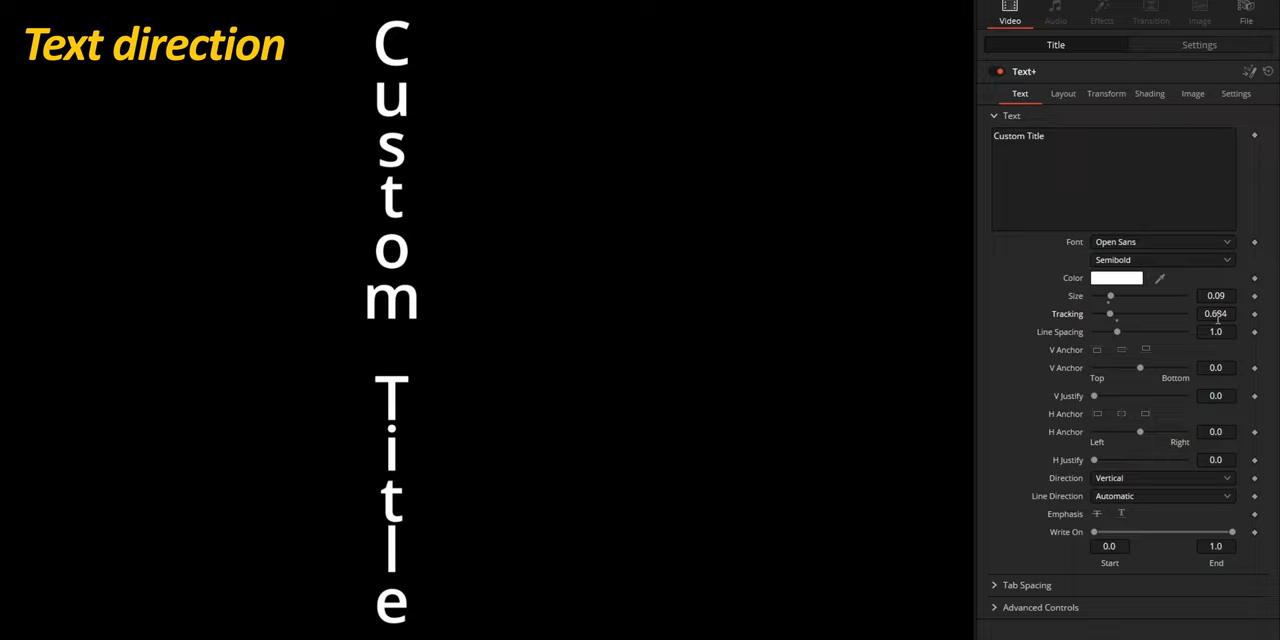 Text direction
C
u
s
t
o
m
T
i
t
l
e
Video Audio Effects Transition Image File
Title Settings
Text+
Text Layout Transform Shading Image Settings
Text
Custom Title
Font Open Sans
Semibold
Color
Size 0.09
Tracking 0.684
Line Spacing 1.0
V Anchor
V Anchor 0.0
Top Bottom
V Justify 0.0
H Anchor
H Anchor 0.0
Left Right
H Justify 0.0
Direction Vertical
Line Direction Automatic
Emphasis T T
Write On
0.0 1.0
Start End
Tab Spacing
Advanced Controls